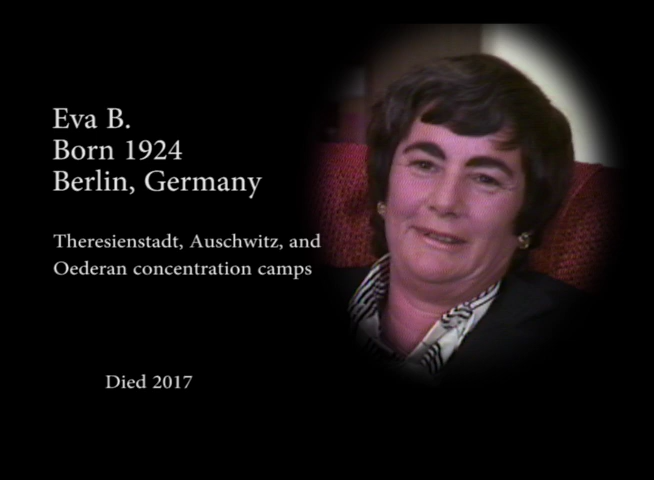 Eva B.
Born 1924
Berlin, Germany
Theresienstadt, Auschwitz, and
Oederan concentration camps
Died 2017